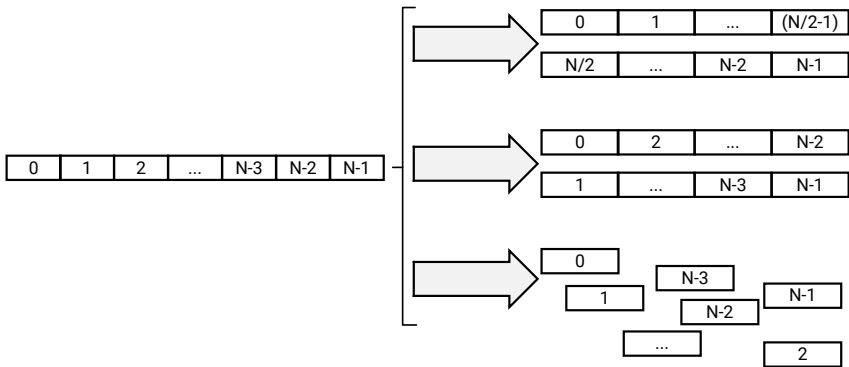 0 1 2 ... N-3 N-2 N-1
0 1 ... (N/2-1)
N/2 ... N-2 N-1
0 2 ... N-2
1 ... N-3 N-1
0
N-3
1
N-1
N-2
...
2